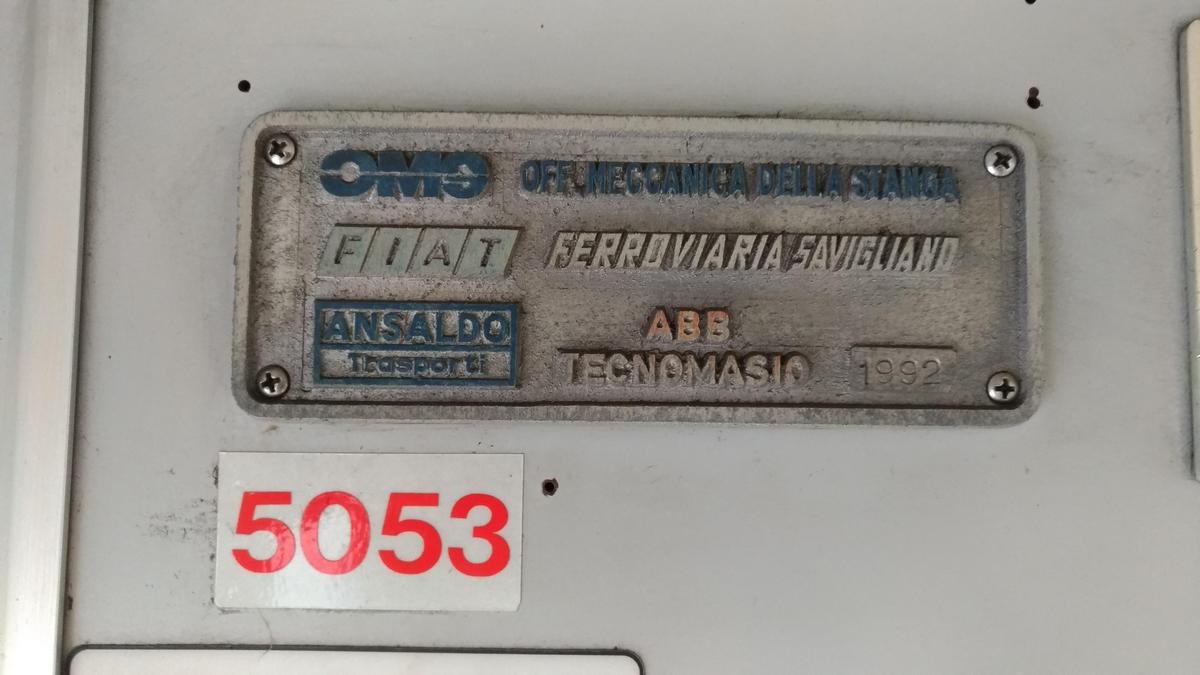 OMS OFF. MECCANICA DELLA STANGA
FIAT FERROVIARIA SAVIGLIANO
ANSALDO
Trasporti
ABB
TECNOMASIO 1992
5053